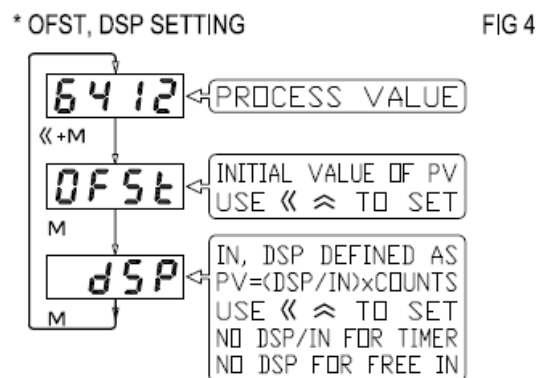 * OFST, DSP SETTING FIG 4
6412
PROCESS VALUE
≪+M
OFSt
INITIAL VALUE OF PV
USE ≪ ︽ TO SET
M
dSP
IN, DSP DEFINED AS
PV=(DSP/IN)xCOUNTS
USE ≪ ︽ TO SET
NO DSP/IN FOR TIMER
NO DSP FOR FREE IN
M